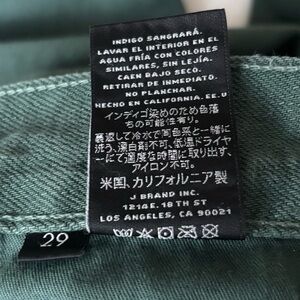 INDIGO SANGRARÁ.
LAVAR EL INTERIOR EN EL
AGUA FRÍA CON COLORES
SIMILARES, SIN LEJÍA.
CAEN BAJO SECO.
RETIRAR DE INMEDIATO.
NO PLANCHAR.
HECHO EN CALIFORNIA. EE.U
インディゴ染めのため色落
ちの可能性有り。
裏返して冷水で同色系と一緒に
洗う、漂白剤不可、低温ドライヤ
ーにて適度な時間に取り出す、
アイロン不可。
米国、カリフォルニア製
J BRAND INC.
1214 E. 18 TH ST
LOS ANGELES, CA 90021
29